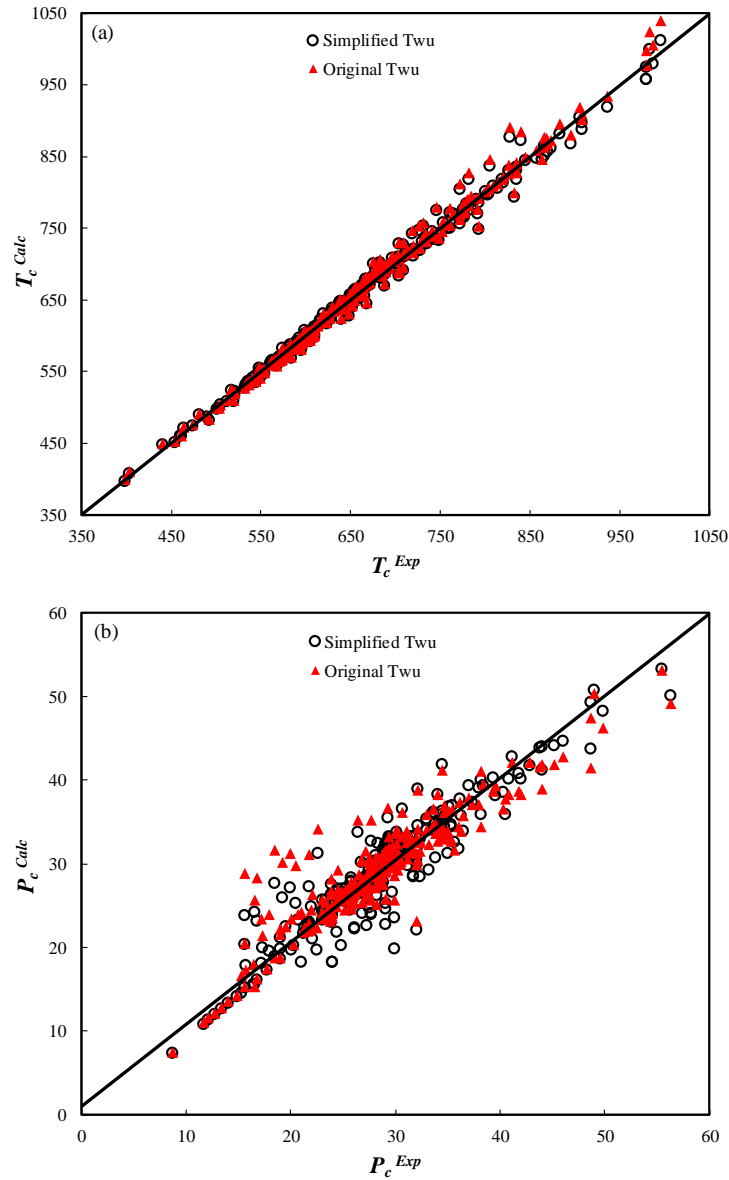 (a)
Simplified Twu
Original Twu
1050
950
850
750
650
550
450
350
T_c^Calc
350 450 550 650 750 850 950 1050
T_c^Exp
(b)
Simplified Twu
Original Twu
60
50
40
30
20
10
0
P_c^Calc
0 10 20 30 40 50 60
P_c^Exp